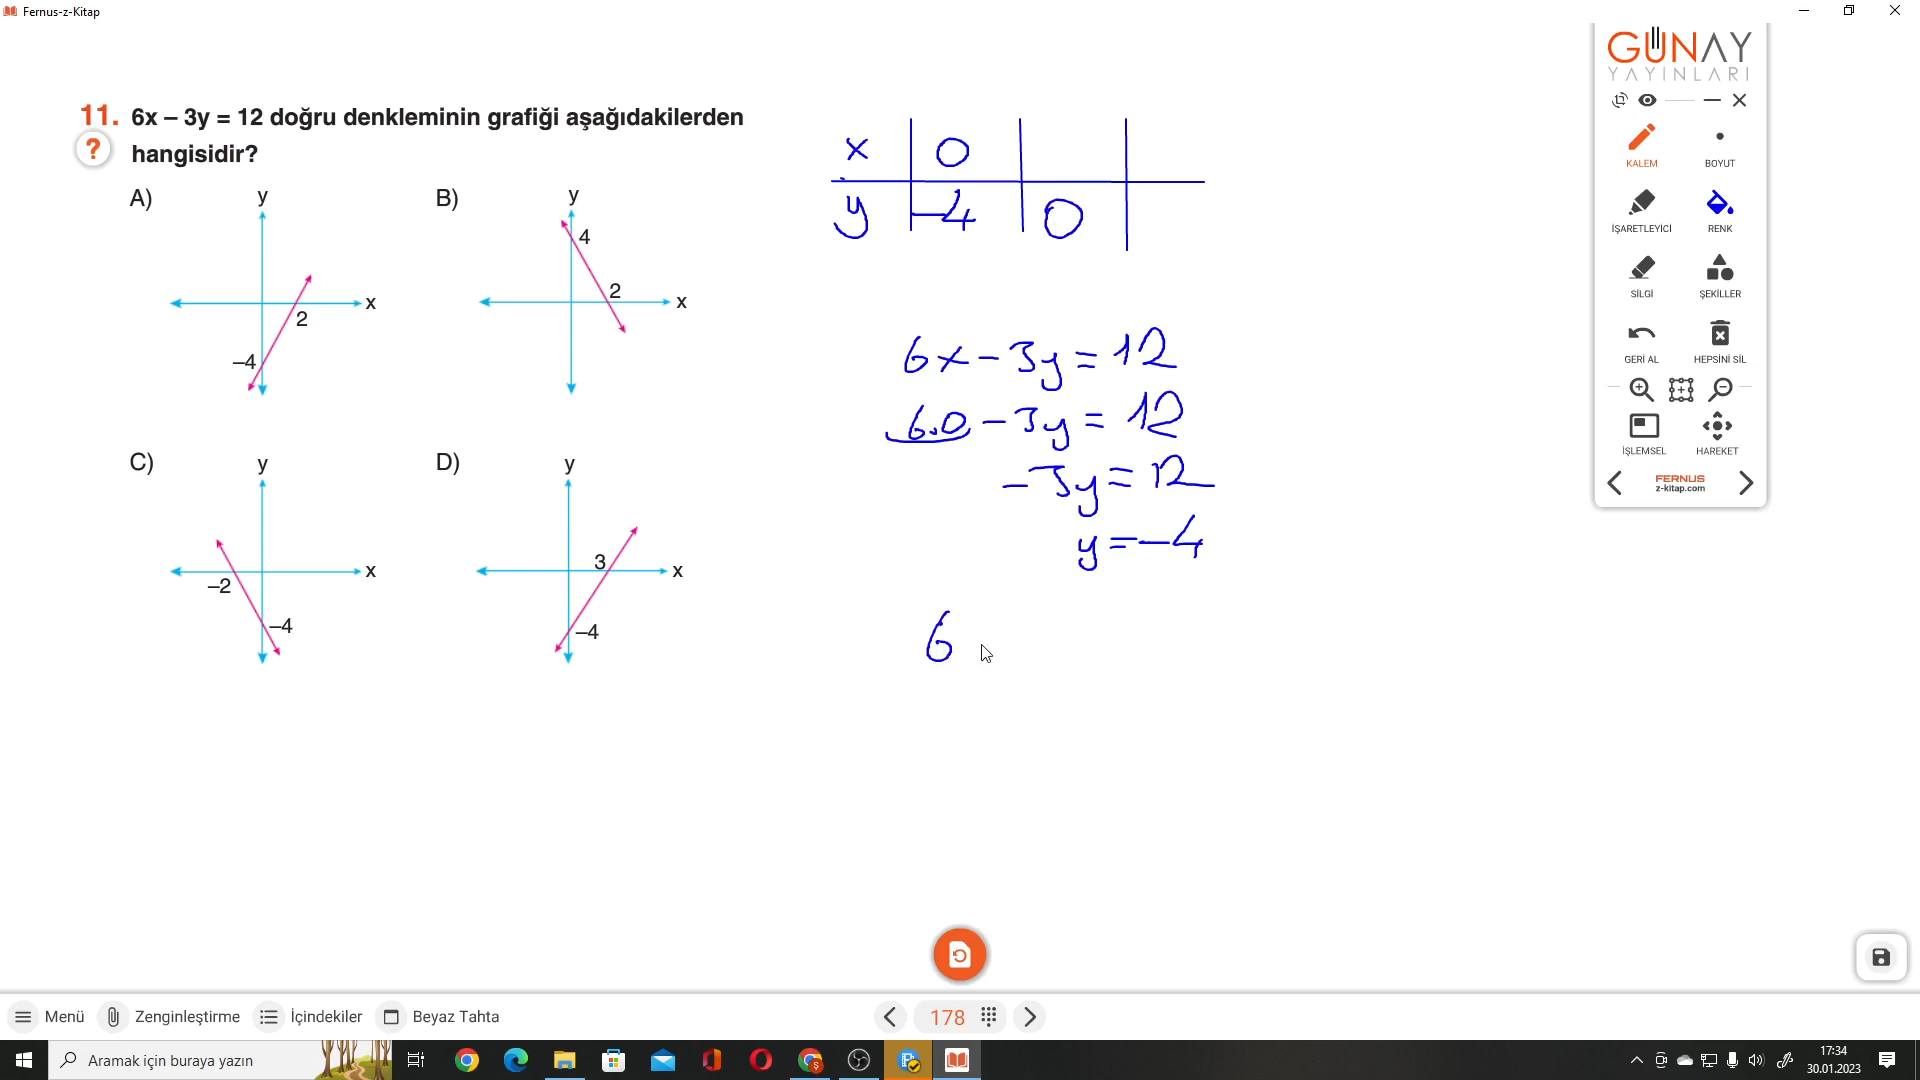 Fernus-z-Kitap
11. 6x – 3y = 12 doğru denkleminin grafiği aşağıdakilerden
? hangisidir?
A)
y
x
2
–4
B)
y
4
2
x
C)
y
x
–2
–4
D)
y
3
x
–4
x 0
y -4 0
6x - 3y = 12
6.0 - 3y = 12
- 3y = 12
y = -4
6
GÜNAY
YAYINLARI
KALEM
BOYUT
İŞARETLEYİCİ
RENK
SİLGİ
ŞEKİLLER
GERİ AL
HEPSİNİ SİL
İŞLEMSEL
HAREKET
FERNUS
z-kitap.com
Menü
Zenginleştirme
İçindekiler
Beyaz Tahta
178
Aramak için buraya yazın
17:34
30.01.2023